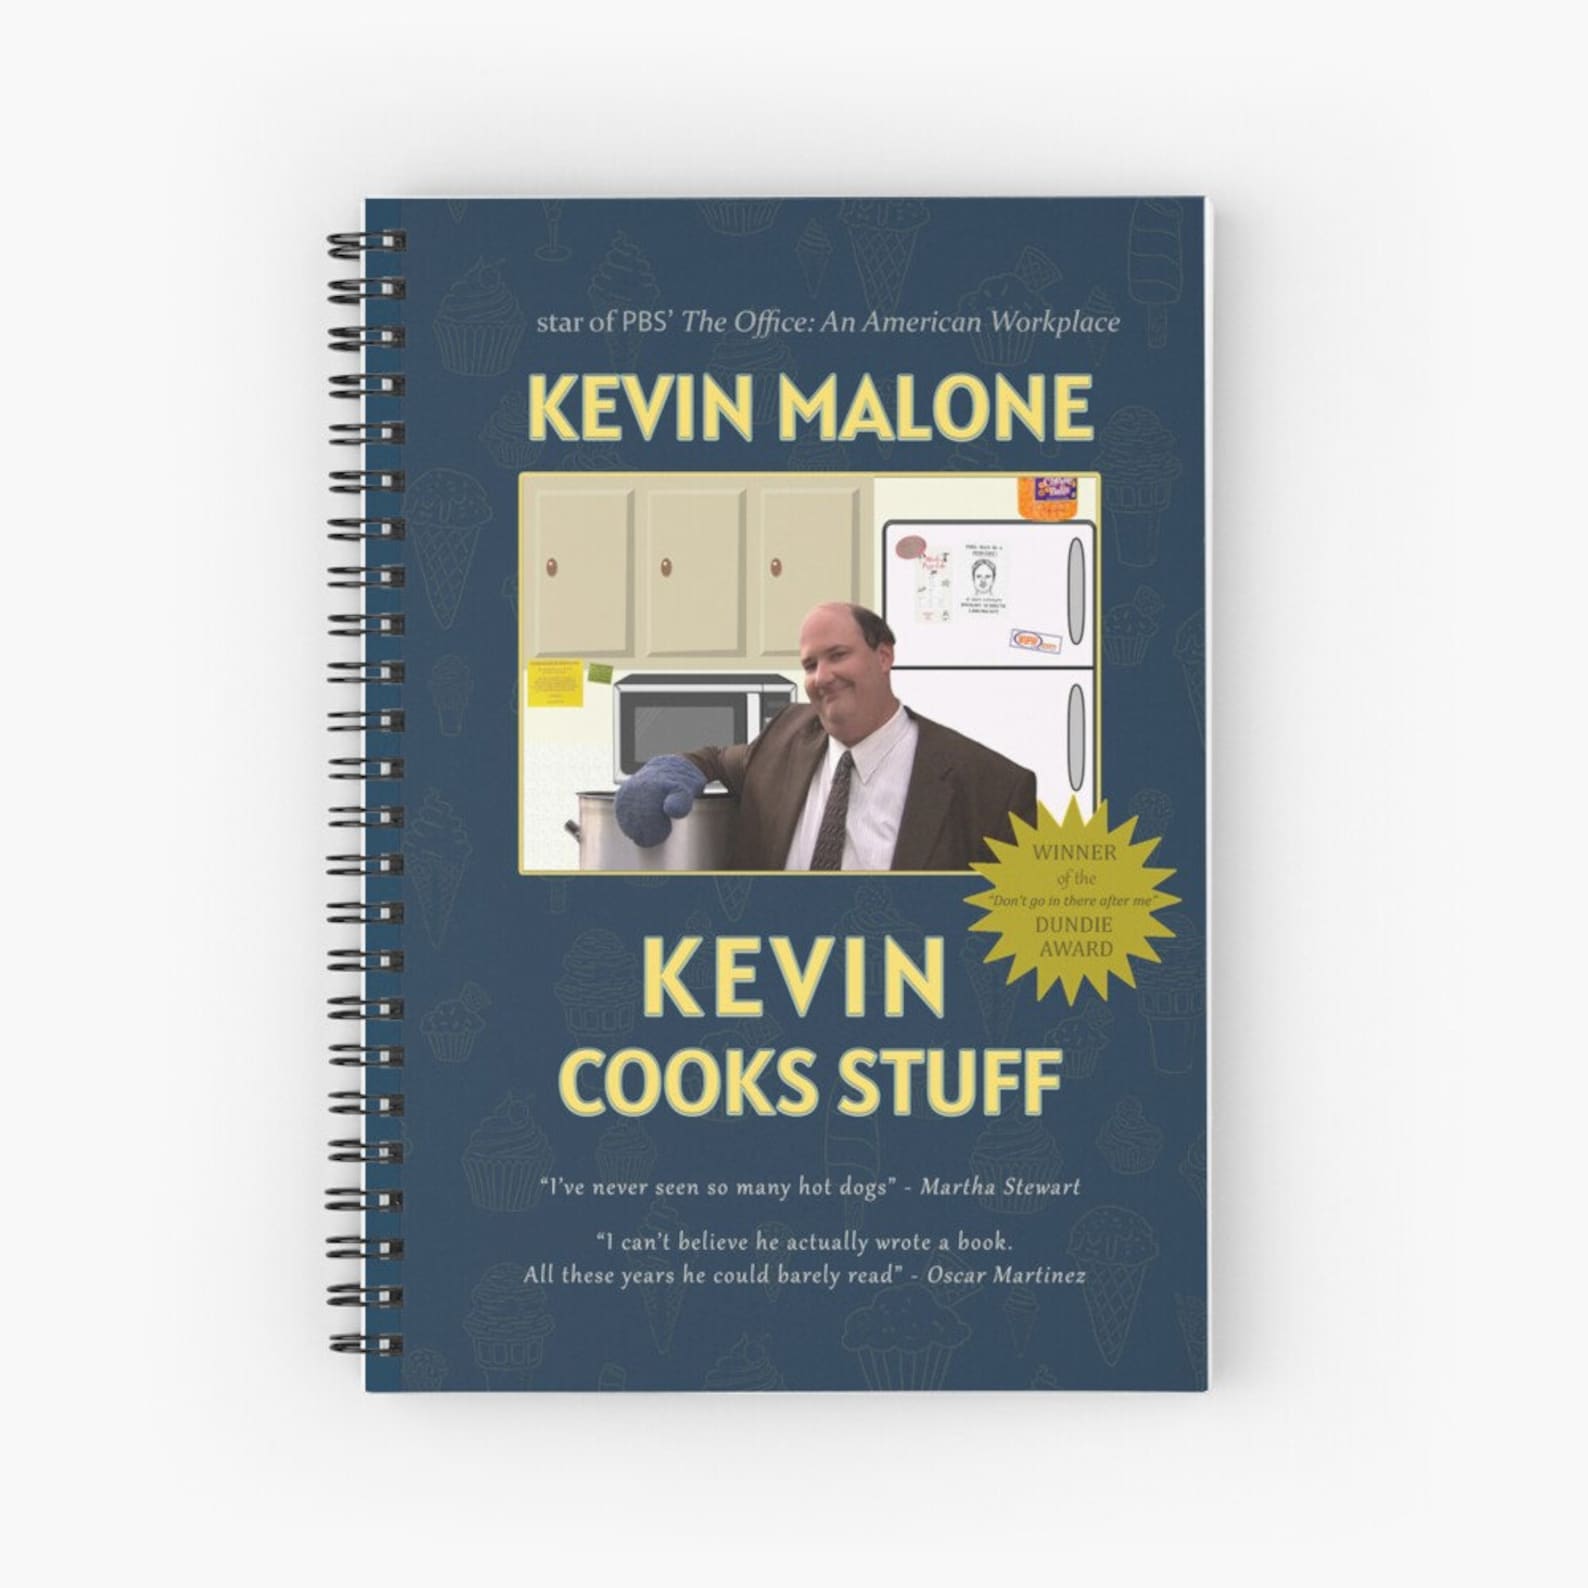 star of PBS’ The Office: An American Workplace
KEVIN MALONE
WINNER
of the
“Don’t go in there after me”
DUNDIE
AWARD
KEVIN
COOKS STUFF
“I’ve never seen so many hot dogs” - Martha Stewart
“I can’t believe he actually wrote a book.
All these years he could barely read” - Oscar Martinez